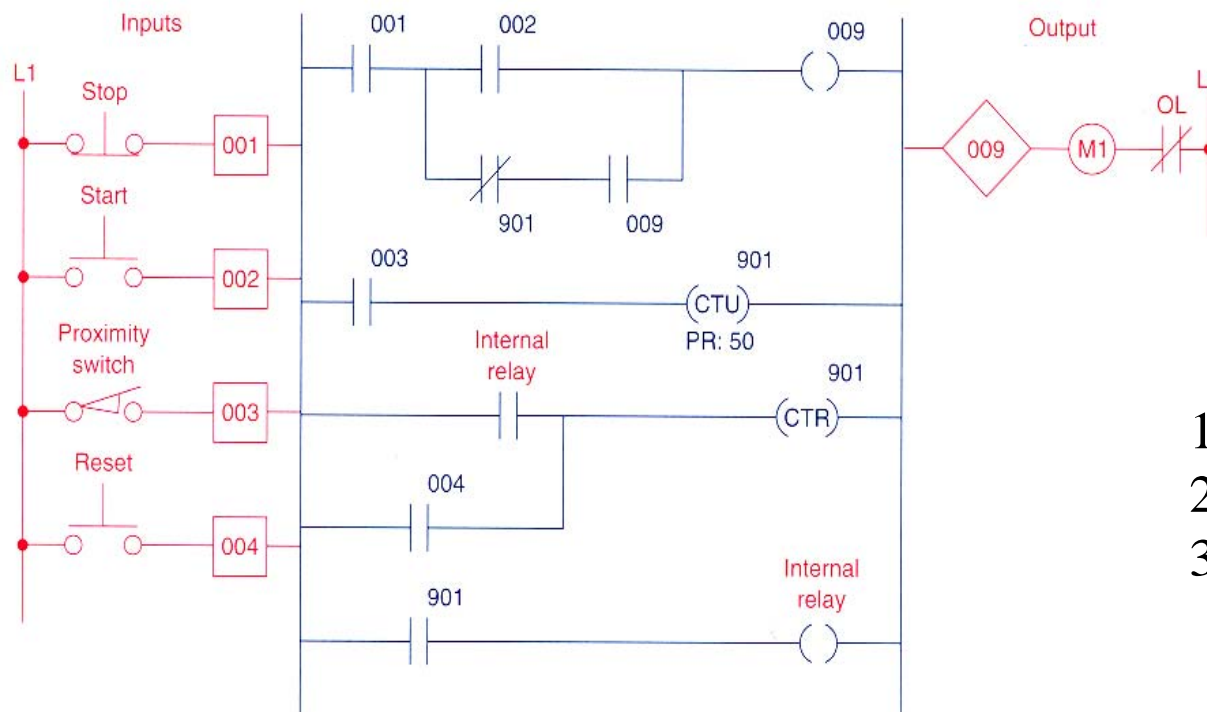 Inputs
L1
Stop
001
Start
002
Proximity
switch
003
Reset
004
001
002
009
901
009
003
901
CTU
PR: 50
Internal
relay
901
CTR
004
901
Internal
relay
Output
L
OL
009
M1
1
2
3